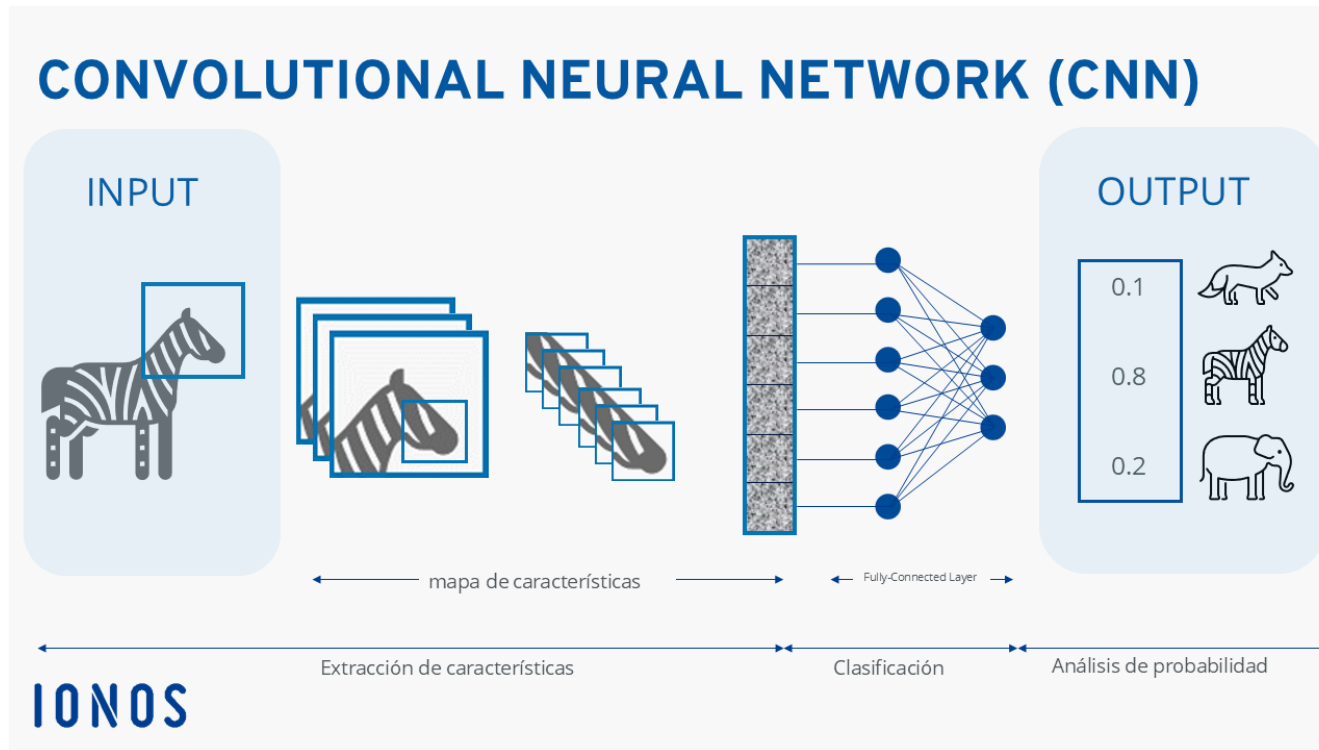 CONVOLUTIONAL NEURAL NETWORK (CNN)
INPUT
OUTPUT
0.1
0.8
0.2
mapa de características
Fully-Connected Layer
Extracción de características
Clasificación
Análisis de probabilidad
IONOS